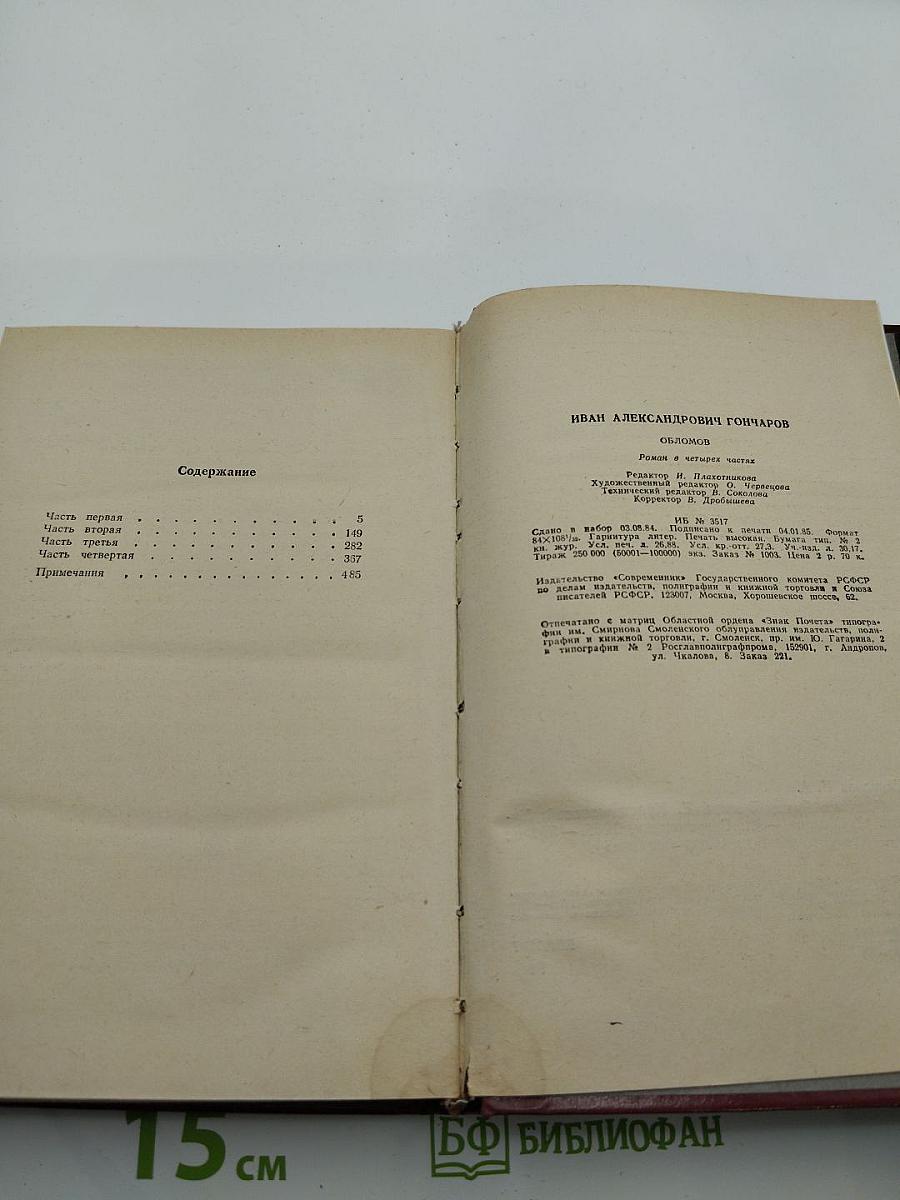 Содержание
Часть первая . . . . . . . . . . . 5
Часть вторая . . . . . . . . . . . 149
Часть третья . . . . . . . . . . . 282
Часть четвертая . . . . . . . . . . 367
Примечания . . . . . . . . . . . . 485
ИВАН АЛЕКСАНДРОВИЧ ГОНЧАРОВ
ОБЛОМОВ
Роман в четырех частях
Редактор И. Плахотникова
Художественный редактор О. Червецова
Технический редактор В. Соколова
Корректор В. Дробышева
ИБ № 3517
Сдано в набор 03.08.84. Подписано к печати 04.01.85. Формат
84×108¹/₃₂. Гарнитура литер. Печать высокая. Бумага тип. № 2
кн. жур. Усл. печ. л. 26,88. Усл. кр.-отт. 27,3. Уч.-изд. л. 30,17.
Тираж 250 000 (50001—100000) экз. Заказ № 1003. Цена 2 р. 70 к.
Издательство «Современник» Государственного комитета РСФСР
по делам издательств, полиграфии и книжной торговли и Союза
писателей РСФСР. 123007, Москва, Хорошевское шоссе, 62.
Отпечатано с матриц Областной ордена «Знак Почета» типогра-
фии им. Смирнова Смоленского облуправления издательств, поли-
графии и книжной торговли, г. Смоленск, пр. им. Ю. Гагарина, 2
в типографии № 2 Росглавполиграфпрома, 152901, г. Андропов,
ул. Чкалова, 8. Заказ 221.
15 см
БФ БИБЛИОФАН